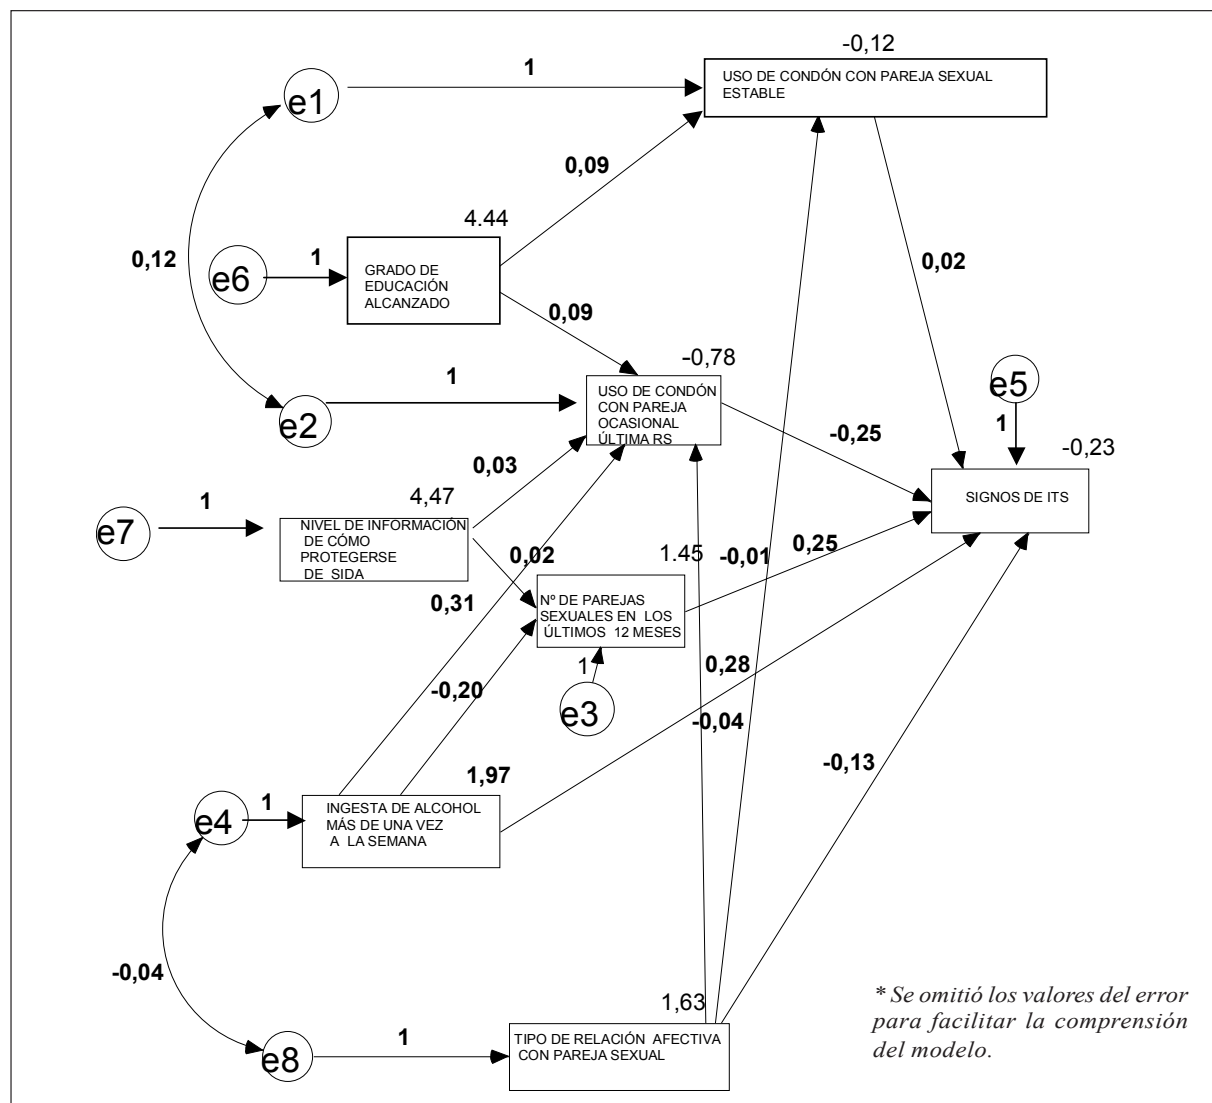 -0,12
1
USO DE CONDÓN CON PAREJA SEXUAL
ESTABLE
e1
0,09
4.44
0,12
1
e6
GRADO DE
EDUCACIÓN
ALCANZADO
0,02
0,09
-0,78
1
e5
USO DE CONDÓN
CON PAREJA
OCASIONAL
ÚLTIMA RS
e2
1
-0,25
-0,23
0,03
4,47
SIGNOS DE ITS
1
e7
NIVEL DE INFORMACIÓN
DE CÓMO
PROTEGERSE
DE SIDA
0,02
1.45
-0,01
0,25
0,31
Nº DE PAREJAS
SEXUALES EN LOS
ÚLTIMOS 12 MESES
1
0,28
-0,20
e3
-0,04
-0,13
1,97
1
e4
INGESTA DE ALCOHOL
MÁS DE UNA VEZ
A LA SEMANA
-0,04
1,63
1
e8
TIPO DE RELACIÓN AFECTIVA
CON PAREJA SEXUAL
* Se omitió los valores del error
para facilitar la comprensión
del modelo.